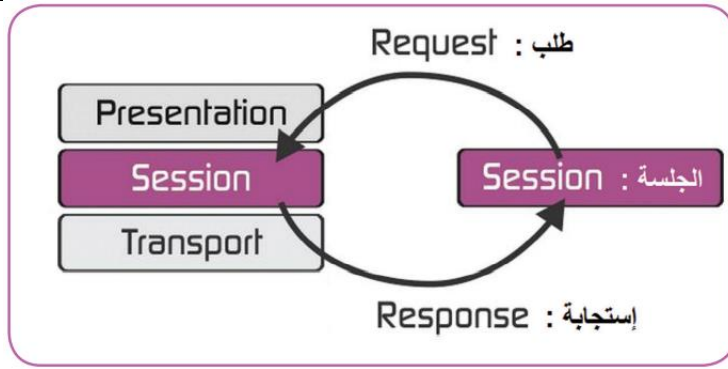 Request : طلب
Presentation
Session
Session : الجلسة
Transport
Response : إستجابة